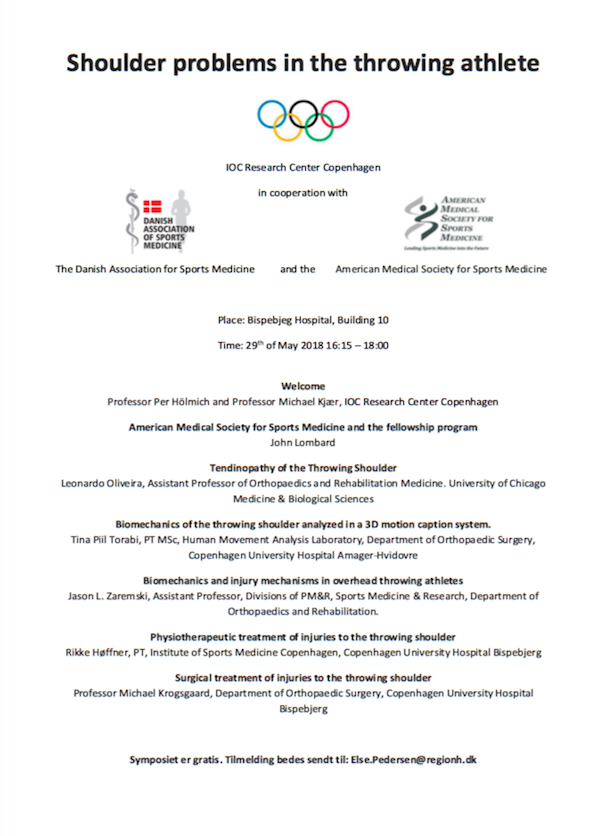 Shoulder problems in the throwing athlete
IOC Research Center Copenhagen
in cooperation with
DANISH
ASSOCIATION
OF SPORTS
MEDICINE
AMERICAN
MEDICAL
SOCIETY FOR
SPORTS
MEDICINE
Leading Sports Medicine into the Future
The Danish Association for Sports Medicine and the American Medical Society for Sports Medicine
Place: Bispebjeg Hospital, Building 10
Time: 29th of May 2018 16:15 – 18:00
Welcome
Professor Per Hölmich and Professor Michael Kjær, IOC Research Center Copenhagen
American Medical Society for Sports Medicine and the fellowship program
John Lombard
Tendinopathy of the Throwing Shoulder
Leonardo Oliveira, Assistant Professor of Orthopaedics and Rehabilitation Medicine. University of Chicago
Medicine & Biological Sciences
Biomechanics of the throwing shoulder analyzed in a 3D motion caption system.
Tina Piil Torabi, PT MSc, Human Movement Analysis Laboratory, Department of Orthopaedic Surgery,
Copenhagen University Hospital Amager-Hvidovre
Biomechanics and injury mechanisms in overhead throwing athletes
Jason L. Zaremski, Assistant Professor, Divisions of PM&R, Sports Medicine & Research, Department of
Orthopaedics and Rehabilitation.
Physiotherapeutic treatment of injuries to the throwing shoulder
Rikke Høffner, PT, Institute of Sports Medicine Copenhagen, Copenhagen University Hospital Bispebjerg
Surgical treatment of injuries to the throwing shoulder
Professor Michael Krogsgaard, Department of Orthopaedic Surgery, Copenhagen University Hospital
Bispebjerg
Symposiet er gratis. Tilmelding bedes sendt til: Else.Pedersen@regionh.dk